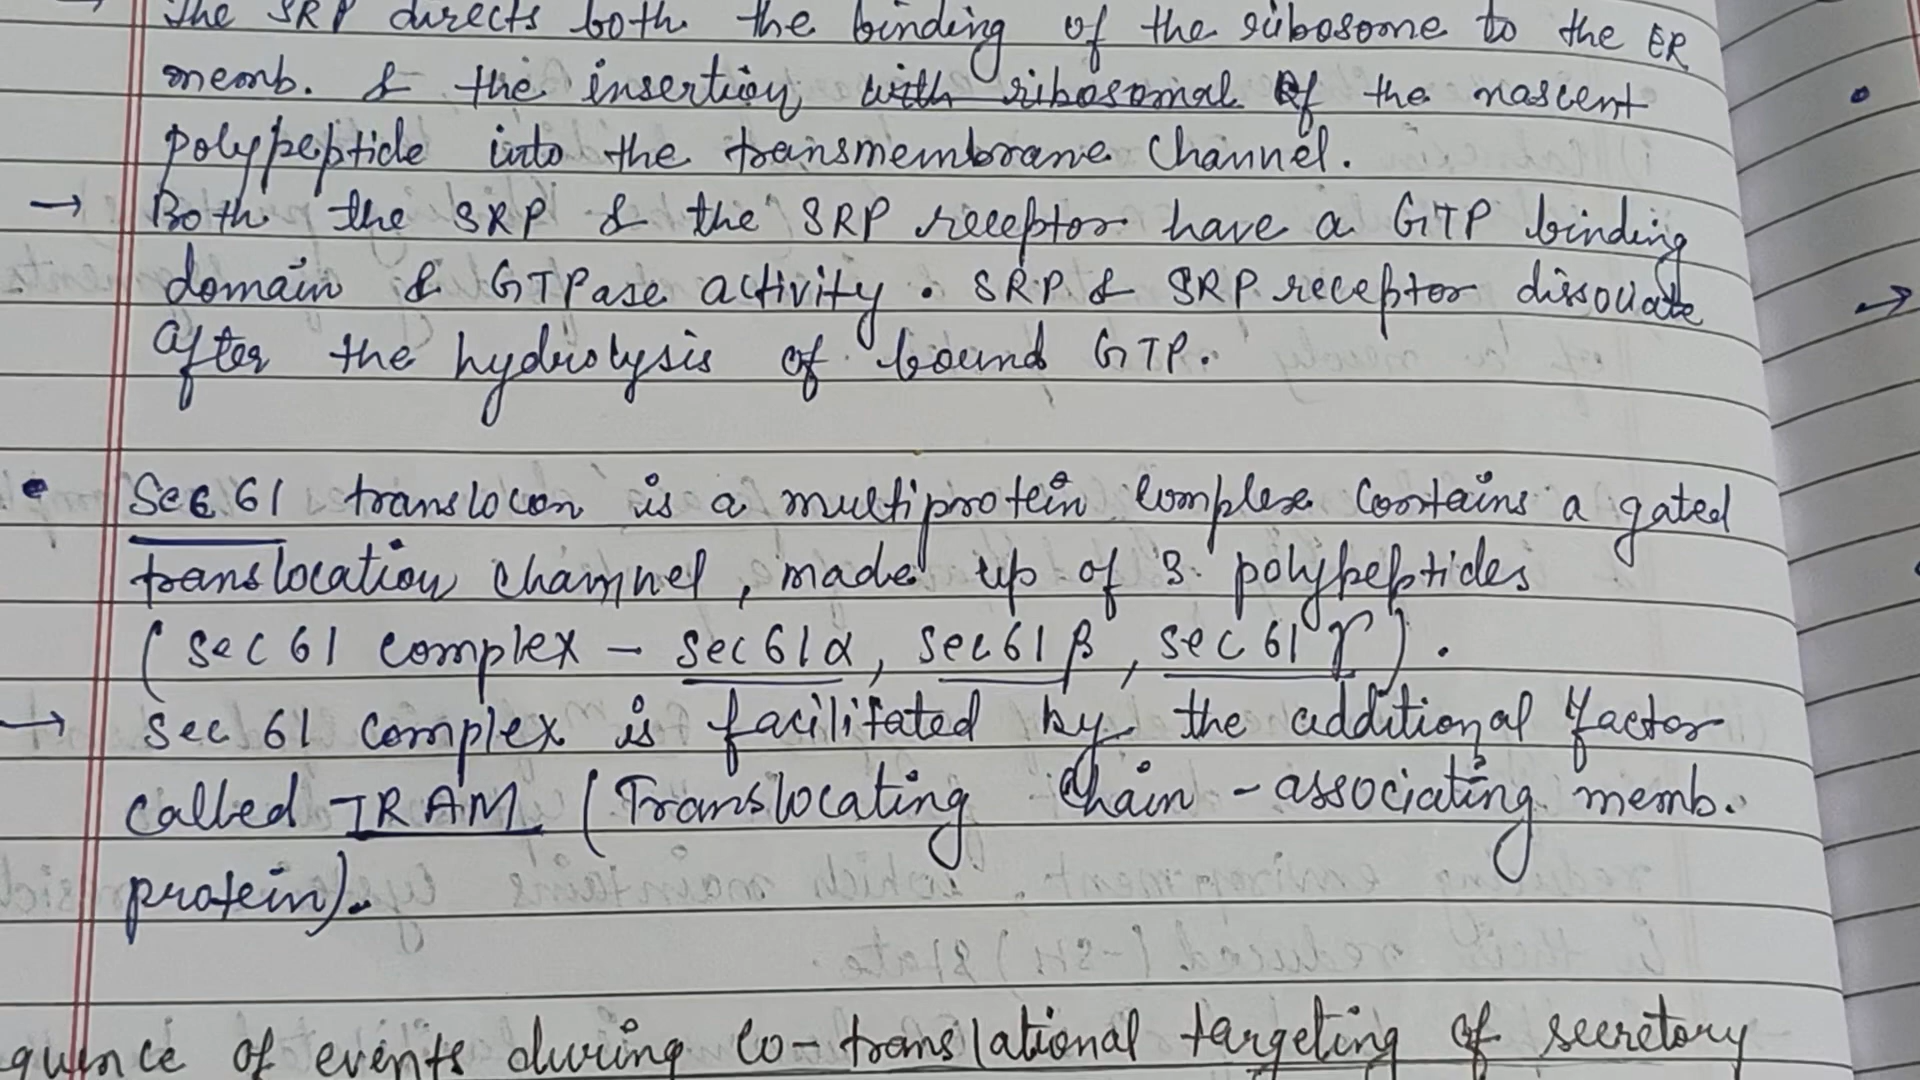 The SRP directs both the binding of the ribosome to the ER
memb. & the insertion with ribosomal of the nascent
polypeptide into the transmembrane channel.
→ Both the SRP & the SRP receptor have a GTP binding
domain & GTPase activity. SRP & SRP receptor dissociate
after the hydrolysis of bound GTP.
• Sec 61 translocon is a multiprotein complex contains a gated
translocation channel, made up of 3 polypeptides
(Sec 61 complex - Sec61α, Sec61β, Sec 61γ).
→ Sec 61 complex is facilitated by the additional factor
called TRAM (Translocating chain-associating memb.
protein).
quence of events during Co-translational targeting of secretory